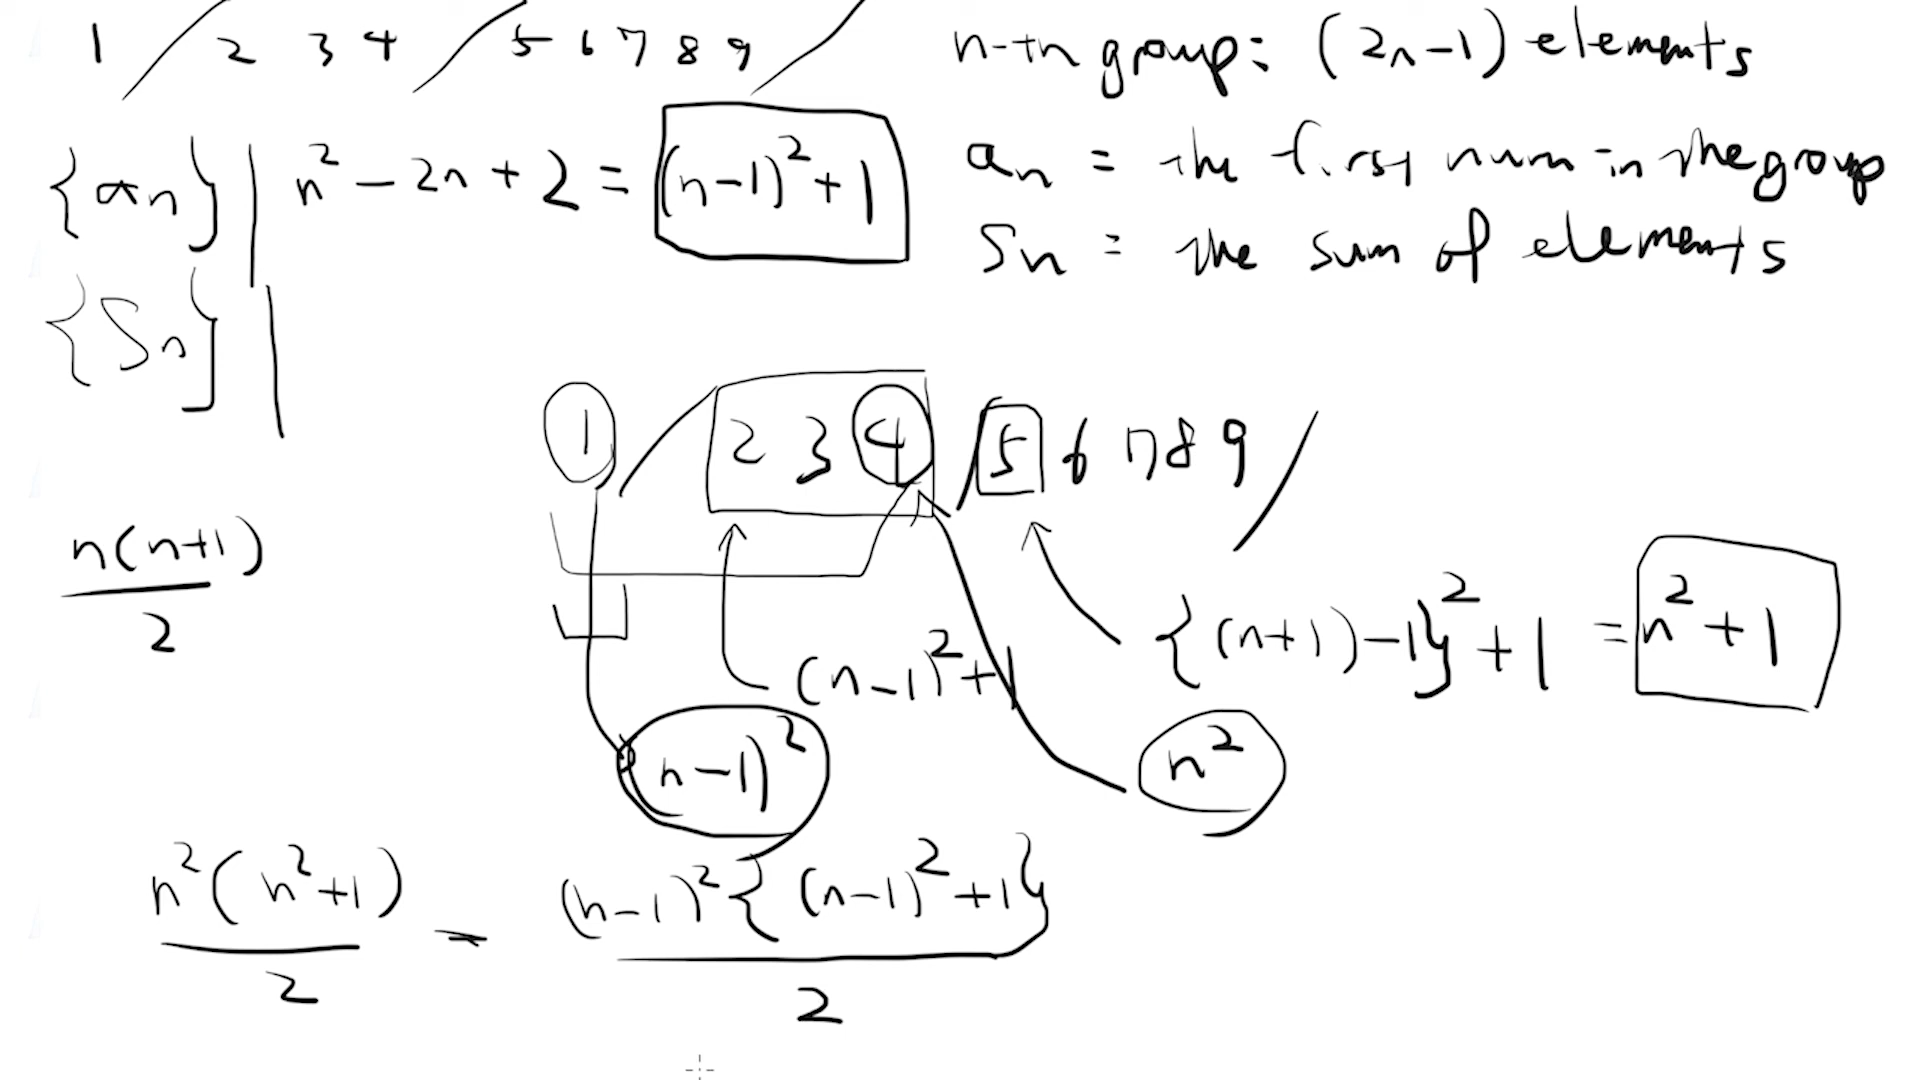 1 / 2 3 4 / 5 6 7 8 9 /
n-th group: (2n-1) elements
{an} | n²-2n+2 = (n-1)²+1
an = the first num in the group
Sn = the sum of elements
{Sn} |
1 / 2 3 4 / 5 6 7 8 9 /
n(n+1)/2
(n-1)²+1
{(n+1)-1}²+1 = n²+1
(n-1)²
n²
n²(n²+1)/2 - (n-1)²{(n-1)²+1}/2